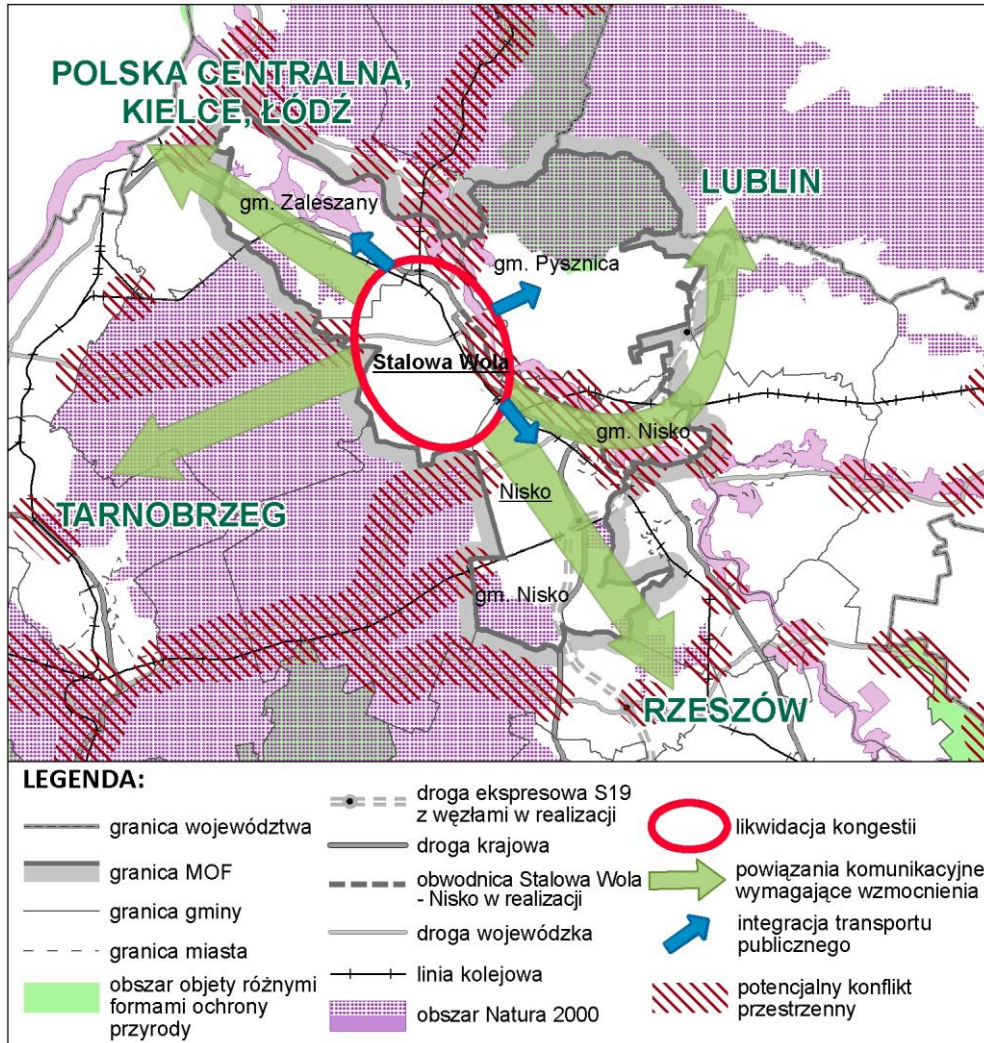 POLSKA CENTRALNA,
KIELCE, ŁÓDŹ
LUBLIN
gm. Zaleszany
gm. Pysznica
Stalowa Wola
gm. Nisko
Nisko
TARNOBRZEG
gm. Nisko
RZESZÓW
LEGENDA:
granica województwa
granica MOF
granica gminy
granica miasta
obszar objety różnymi
formami ochrony
przyrody
droga ekspresowa S19
z węzłami w realizacji
droga krajowa
obwodnica Stalowa Wola
- Nisko w realizacji
droga wojewódzka
linia kolejowa
obszar Natura 2000
likwidacja kongestii
powiązania komunikacyjne
wymagające wzmocnienia
integracja transportu
publicznego
potencjalny konflikt
przestrzenny